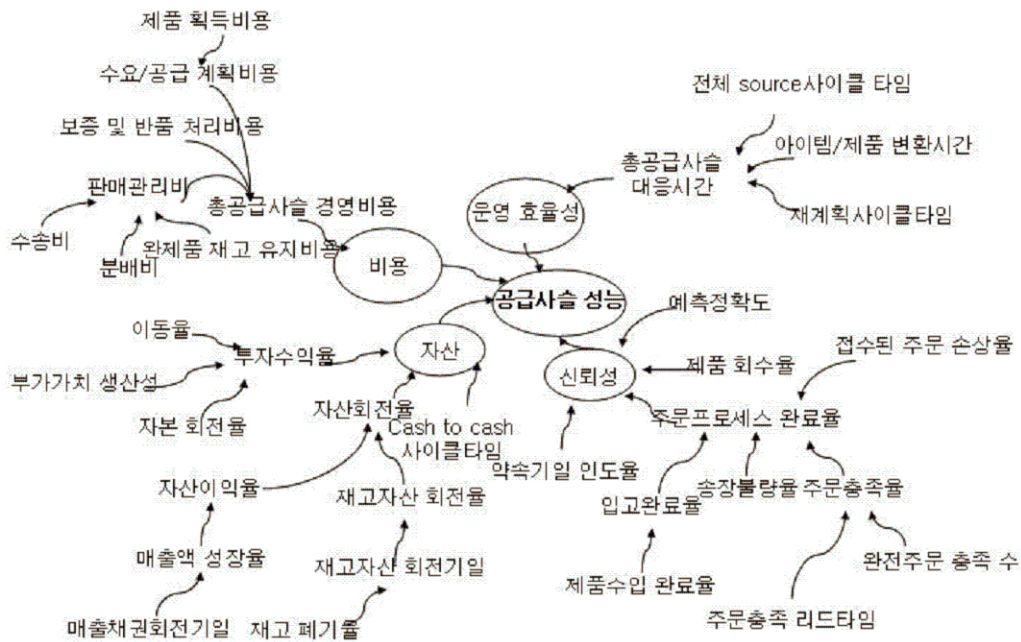 제품 획득비용
수요/공급 계획비용
보증 및 반품 처리비용
판매관리비
총공급사슬 경영비용
수송비
분배비
완제품 재고 유지비용
비용
전체 source사이클 타임
아이템/제품 변환시간
총공급사슬
대응시간
재계획사이클타임
운영 효율성
공급사슬 성능
이동율
투자수익율
부가가치 생산성
자본 회전율
자산
자산회전율
Cash to cash
사이클타임
자산이익율
재고자산 회전율
매출액 성장율
재고자산 회전기일
매출채권회전기일
재고 폐기율
예측정확도
신뢰성
제품 회수율
접수된 주문 손상율
주문프로세스 완료율
약속기일 인도율
입고완료율
송장불량율
주문충족율
제품수입 완료율
완전주문 충족 수
주문충족 리드타임